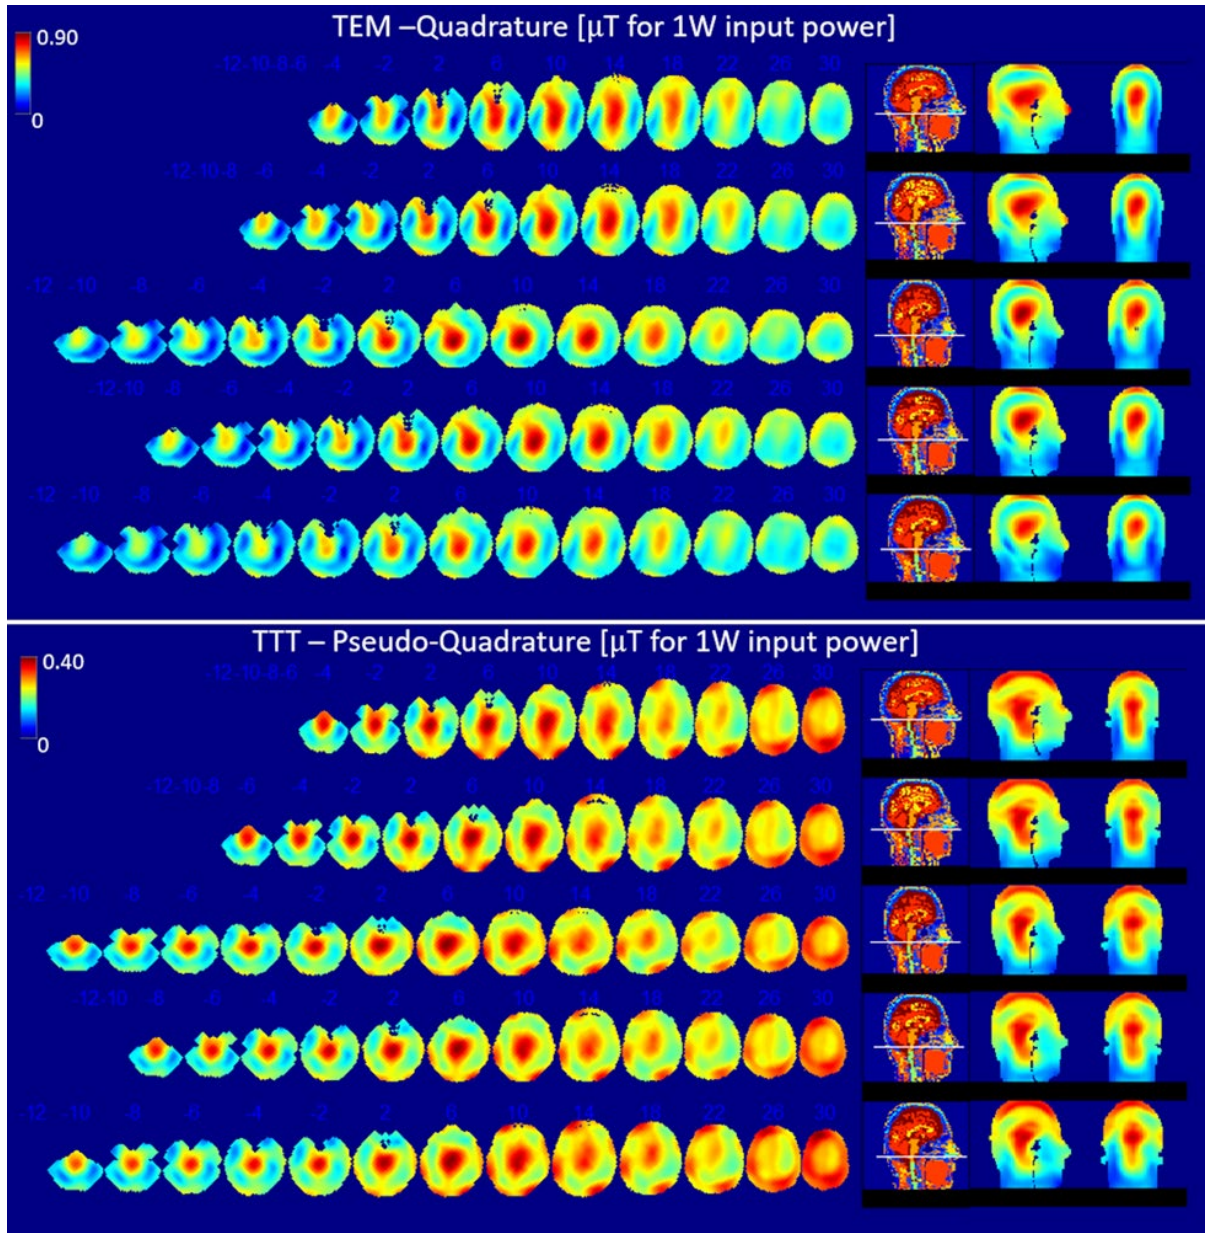 TEM –Quadrature [µT for 1W input power]
0.90
0
-12-10-8-6 -4 -2 2 6 10 14 18 22 26 30
-12-10-8 -6 -4 -2 2 6 10 14 18 22 26 30
-12 -10 -8 -6 -4 -2 2 6 10 14 18 22 26 30
-12-10 -8 -6 -4 -2 2 6 10 14 18 22 26 30
-12 -10 -8 -6 -4 -2 2 6 10 14 18 22 26 30
TTT – Pseudo-Quadrature [µT for 1W input power]
0.40
0
-12-10-8-6 -4 -2 2 6 10 14 18 22 26 30
-12-10-8 -6 -4 -2 2 6 10 14 18 22 26 30
-12 -10 -8 -6 -4 -2 2 6 10 14 18 22 26 30
-12-10 -8 -6 -4 -2 2 6 10 14 18 22 26 30
-12 -10 -8 -6 -4 -2 2 6 10 14 18 22 26 30